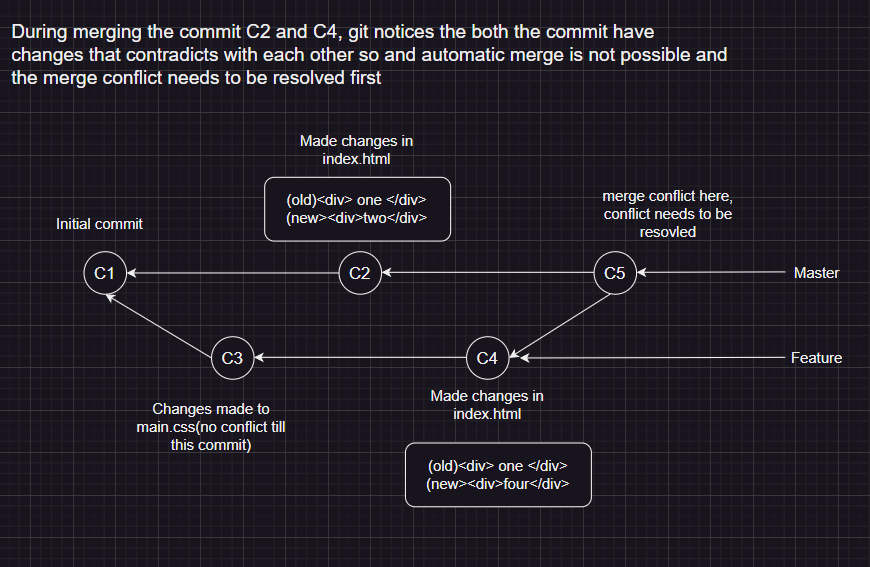 During merging the commit C2 and C4, git notices the both the commit have
changes that contradicts with each other so and automatic merge is not possible and
the merge conflict needs to be resolved first
Made changes in
index.html
(old)<div> one </div>
(new><div>two</div>
merge conflict here,
conflict needs to be
resovled
Initial commit
C1
C2
C5
Master
C3
C4
Feature
Changes made to
main.css(no conflict till
this commit)
Made changes in
index.html
(old)<div> one </div>
(new><div>four</div>